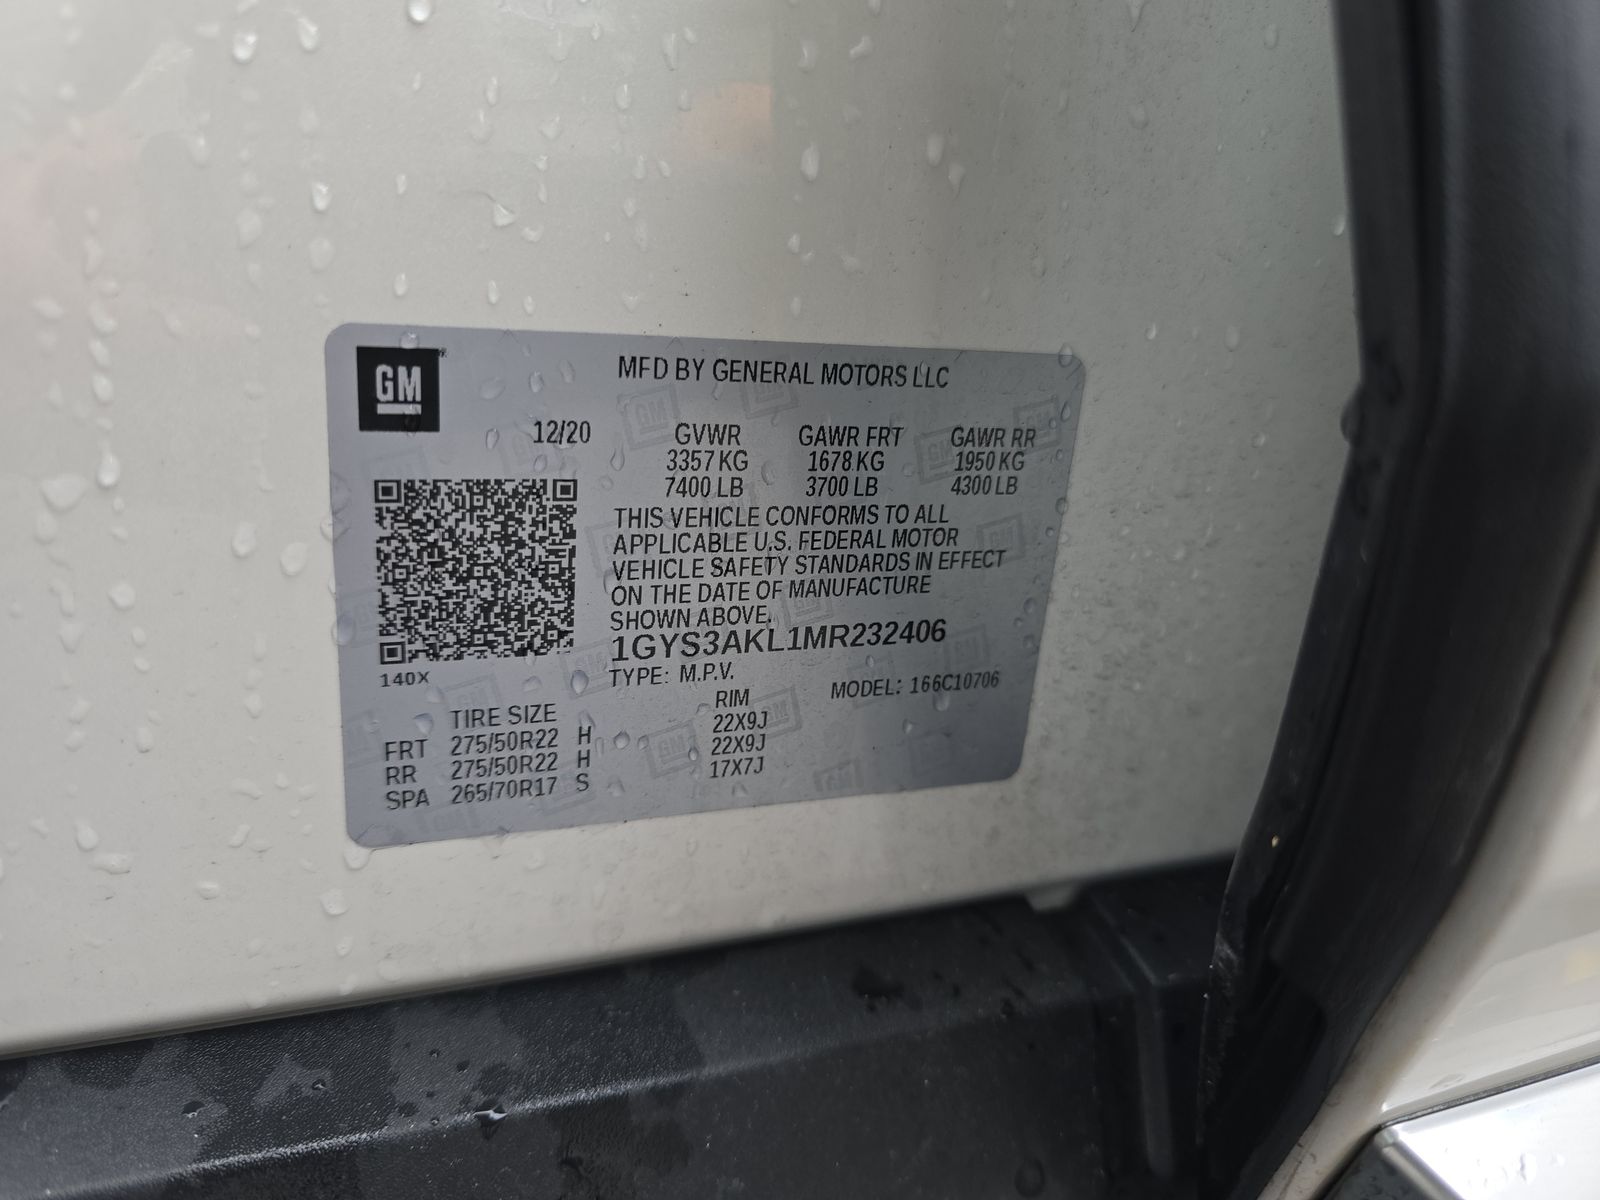 GM
MFD BY GENERAL MOTORS LLC
12/20 GVWR GAWR FRT GAWR RR
3357 KG 1678 KG 1950 KG
7400 LB 3700 LB 4300 LB
THIS VEHICLE CONFORMS TO ALL
APPLICABLE U.S. FEDERAL MOTOR
VEHICLE SAFETY STANDARDS IN EFFECT
ON THE DATE OF MANUFACTURE
SHOWN ABOVE.
1GYS3AKL1MR232406
140X
TYPE: M.P.V. MODEL: 166C10706
TIRE SIZE RIM
FRT 275/50R22 H 22X9J
RR 275/50R22 H 22X9J
SPA 265/70R17 S 17X7J